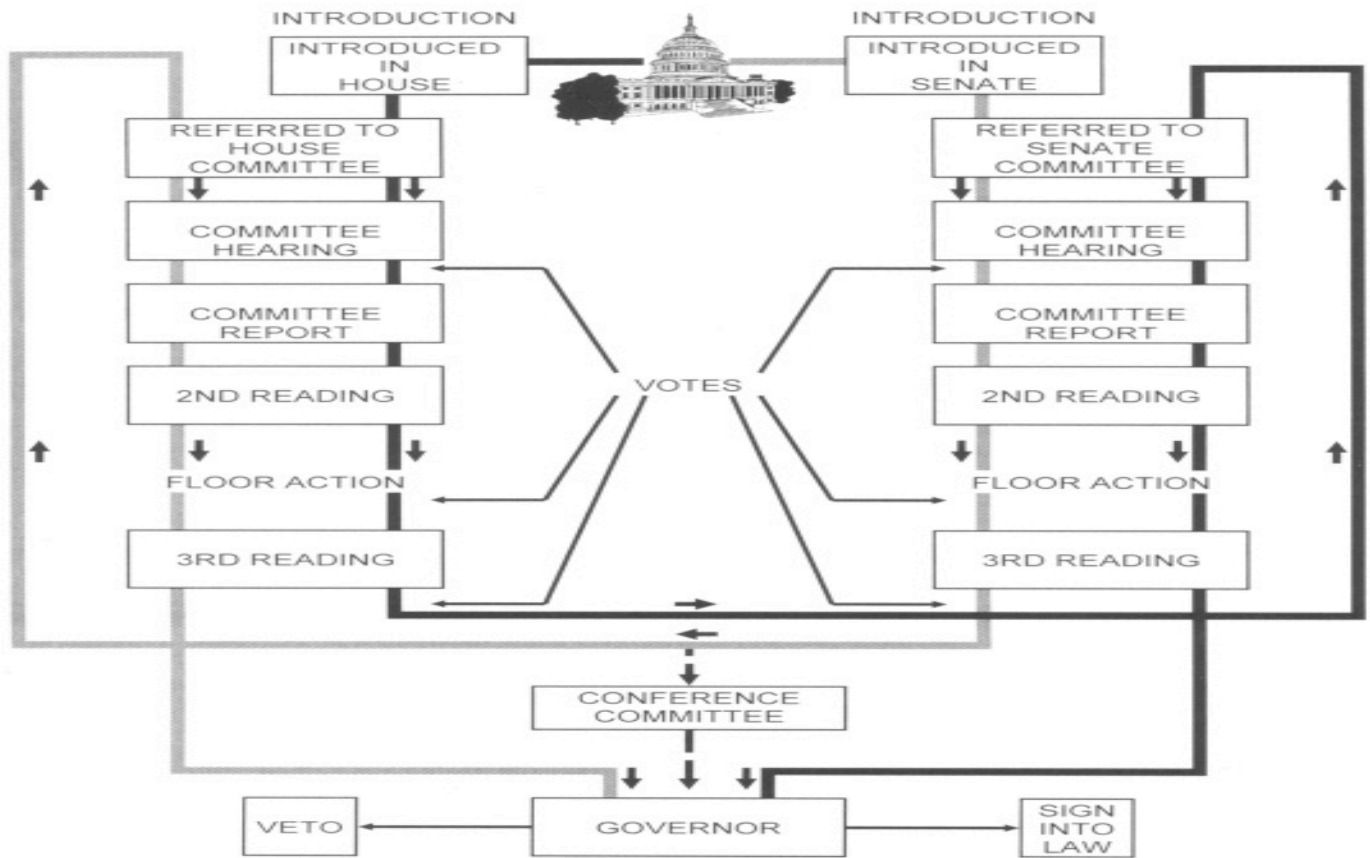 INTRODUCTION
INTRODUCED
IN
HOUSE
INTRODUCTION
INTRODUCED
IN
SENATE
REFERRED TO
HOUSE
COMMITTEE
REFERRED TO
SENATE
COMMITTEE
COMMITTEE
HEARING
COMMITTEE
HEARING
COMMITTEE
REPORT
COMMITTEE
REPORT
2ND READING
VOTES
2ND READING
FLOOR ACTION
FLOOR ACTION
3RD READING
3RD READING
CONFERENCE
COMMITTEE
VETO
GOVERNOR
SIGN
INTO
LAW